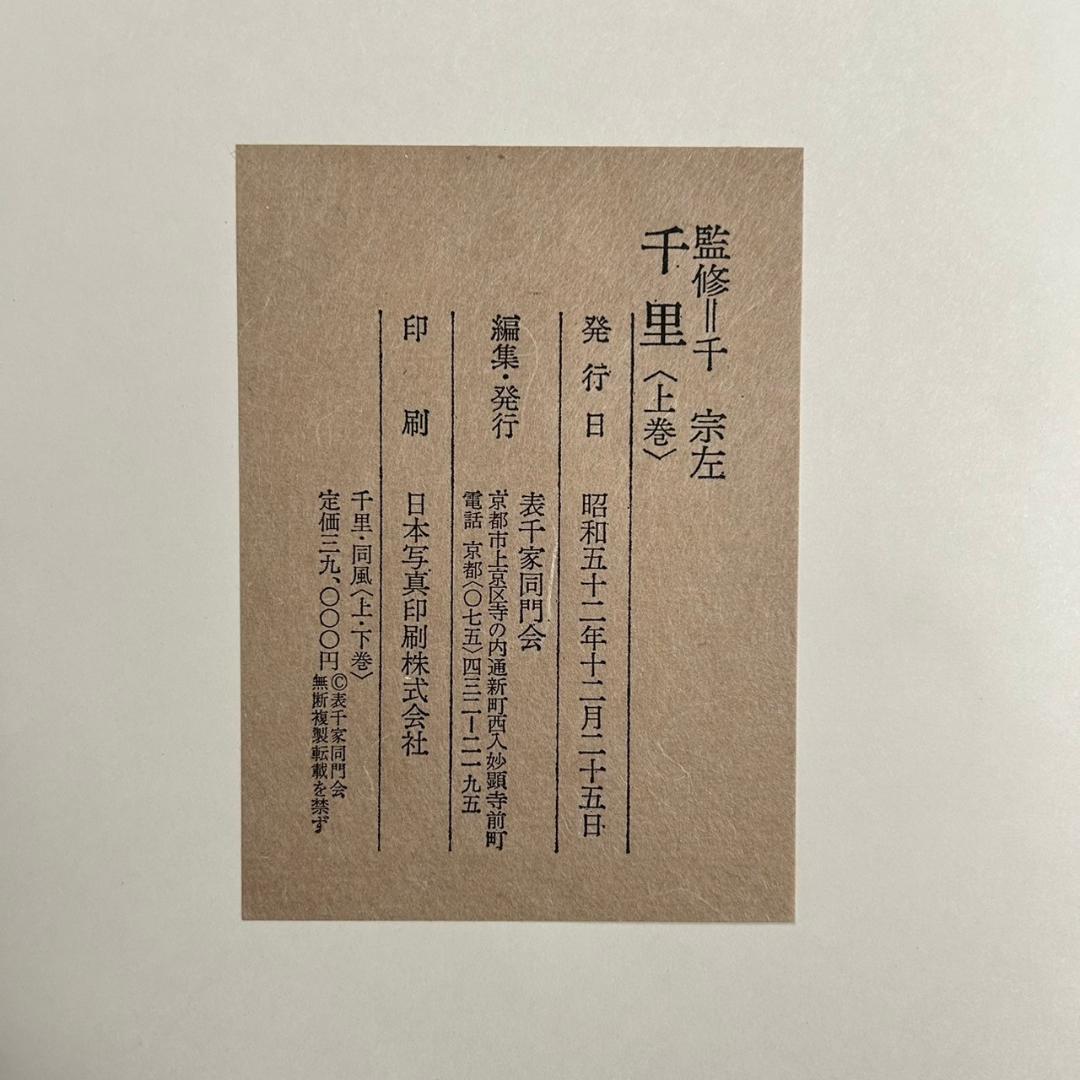 監修＝千　宗左
千里〈上巻〉
発行日　昭和五十二年十二月二十五日
編集・発行　表千家同門会
京都市上京区寺の内通新町西入妙顕寺前町
電話　京都〈〇七五〉四三二ー二一九五
印刷　日本写真印刷株式会社
千里・同風〈上・下巻〉
定価三九、〇〇〇円
©表千家同門会
無断複製転載を禁ず